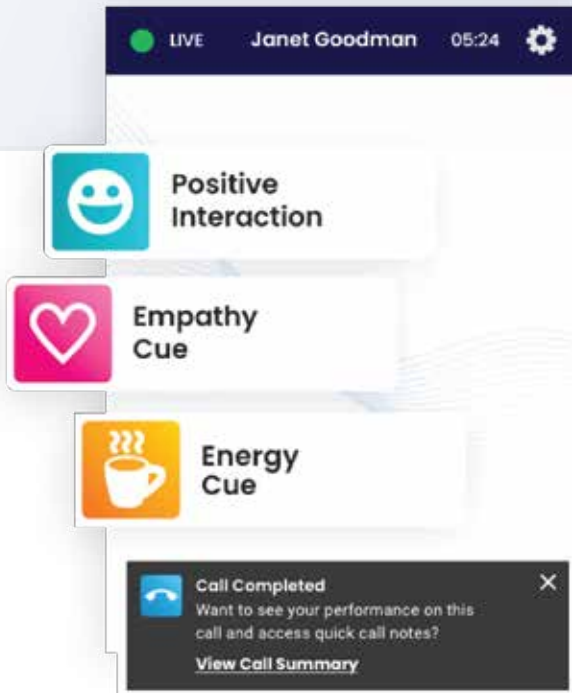 LIVE Janet Goodman 05:24
Positive
Interaction
Empathy
Cue
Energy
Cue
Call Completed
Want to see your performance on this
call and access quick call notes?
View Call Summary